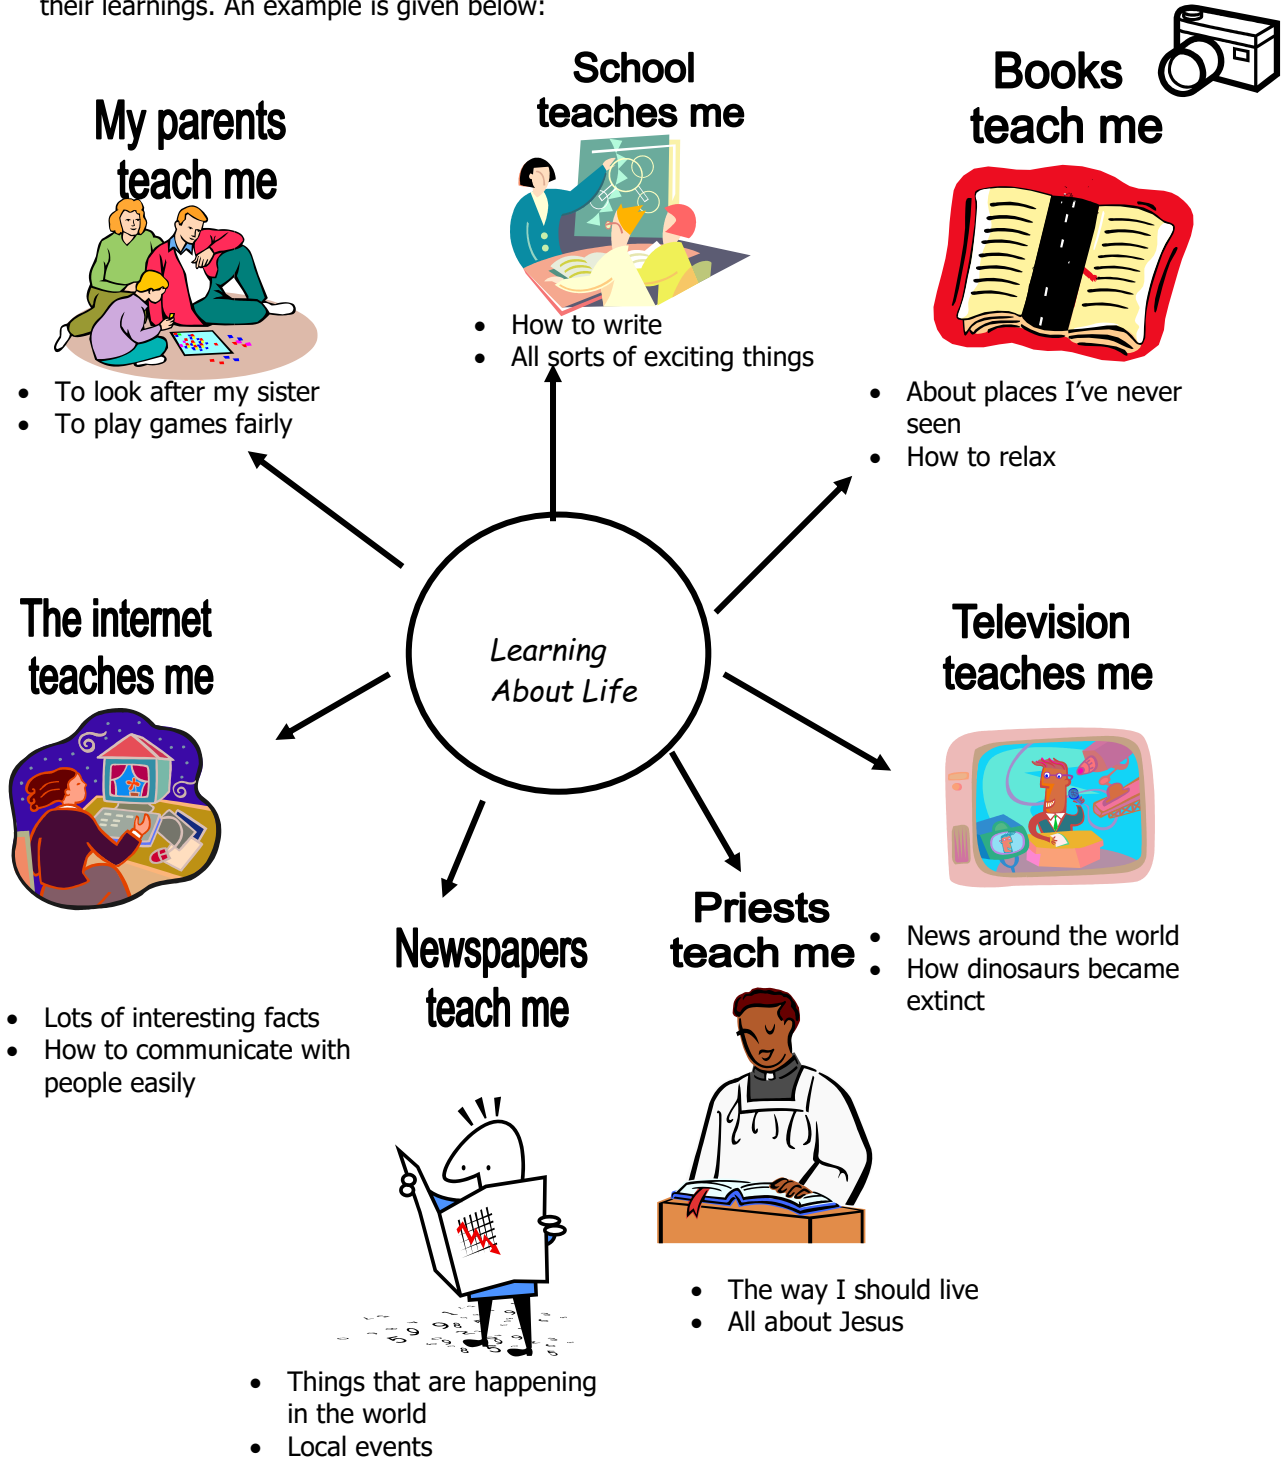 their learnings. An example is given below:
My parents
teach me
To look after my sister
To play games fairly
School
teaches me
How to write
All sorts of exciting things
Books
teach me
About places I've never
seen
How to relax
The internet
teaches me
Lots of interesting facts
How to communicate with
people easily
Learning
About Life
Television
teaches me
News around the world
How dinosaurs became
extinct
Newspapers
teach me
Things that are happening
in the world
Local events
Priests
teach me
The way I should live
All about Jesus